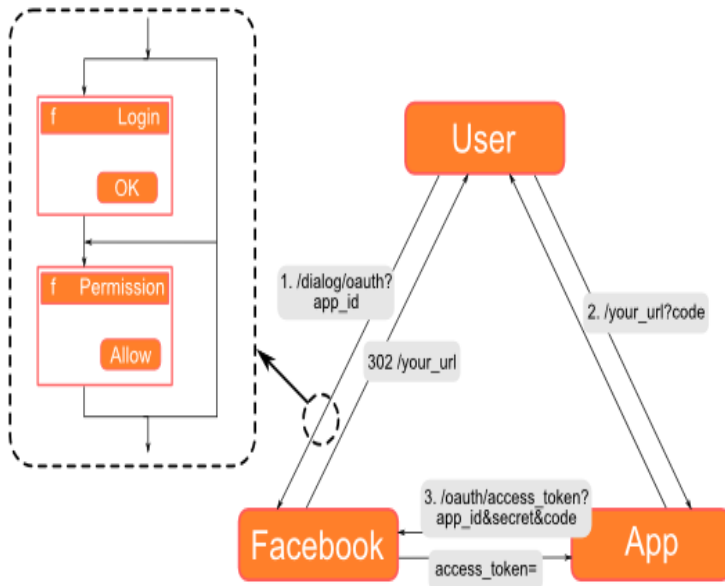 f Login
OK
f Permission
Allow
User
1. /dialog/oauth?
app_id
2. /your_url?code
302 /your_url
3. /oauth/access_token?
app_id&secret&code
Facebook
App
access_token=